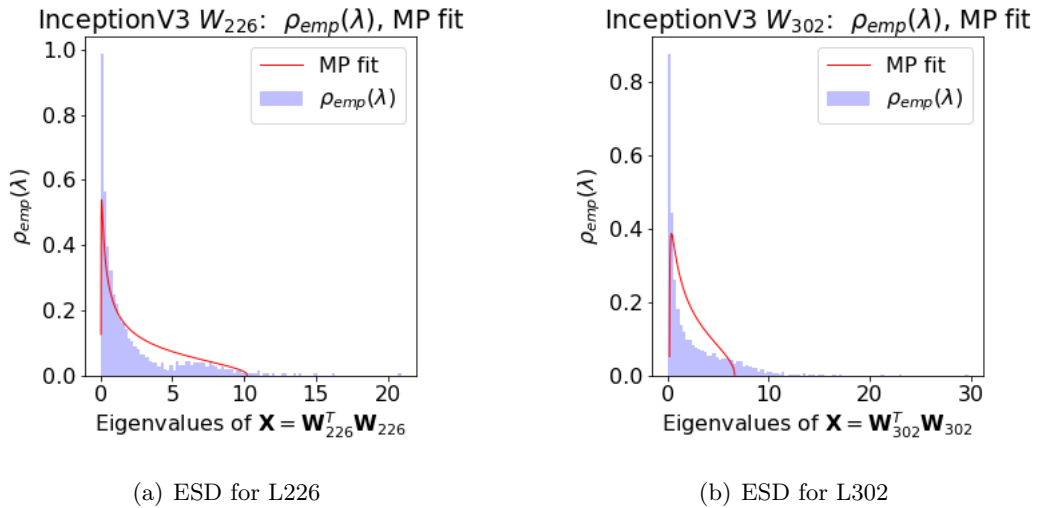 InceptionV3 W₂₂₆: ρₑₘₚ(λ), MP fit
1.0
0.8
0.6
0.4
0.2
0.0
ρₑₘₚ(λ)
MP fit
ρₑₘₚ(λ)
0 5 10 15 20
Eigenvalues of X = Wᵀ₂₂₆W₂₂₆
(a) ESD for L226
InceptionV3 W₃₀₂: ρₑₘₚ(λ), MP fit
0.8
0.6
0.4
0.2
0.0
ρₑₘₚ(λ)
MP fit
ρₑₘₚ(λ)
0 10 20 30
Eigenvalues of X = Wᵀ₃₀₂W₃₀₂
(b) ESD for L302